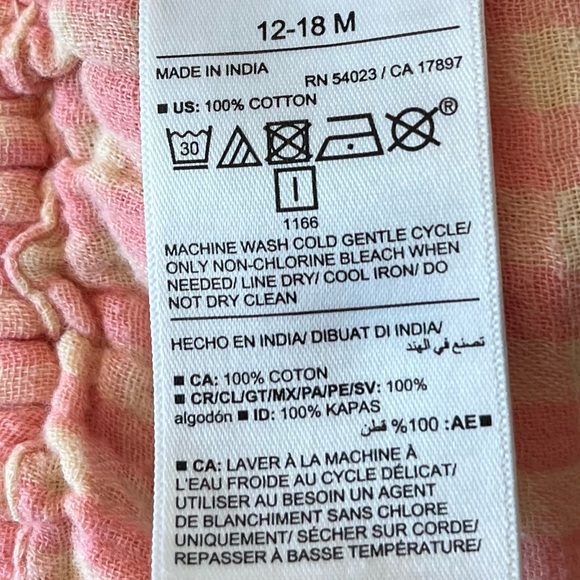 12-18 M
MADE IN INDIA
RN 54023 / CA 17897
■ US: 100% COTTON
30
®
1166
MACHINE WASH COLD GENTLE CYCLE/
ONLY NON-CHLORINE BLEACH WHEN
NEEDED/ LINE DRY/ COOL IRON/ DO
NOT DRY CLEAN
HECHO EN INDIA/ DIBUAT DI INDIA/
تصنع في الهند
■ CA: 100% COTON
■ CR/CL/GT/MX/PA/PE/SV: 100%
algodón ■ ID: 100% KAPAS
■AE: 100% قطن
■ CA: LAVER À LA MACHINE À
L'EAU FROIDE AU CYCLE DÉLICAT/
UTILISER AU BESOIN UN AGENT
DE BLANCHIMENT SANS CHLORE
UNIQUEMENT/ SÉCHER SUR CORDE/
REPASSER À BASSE TEMPÉRATURE/